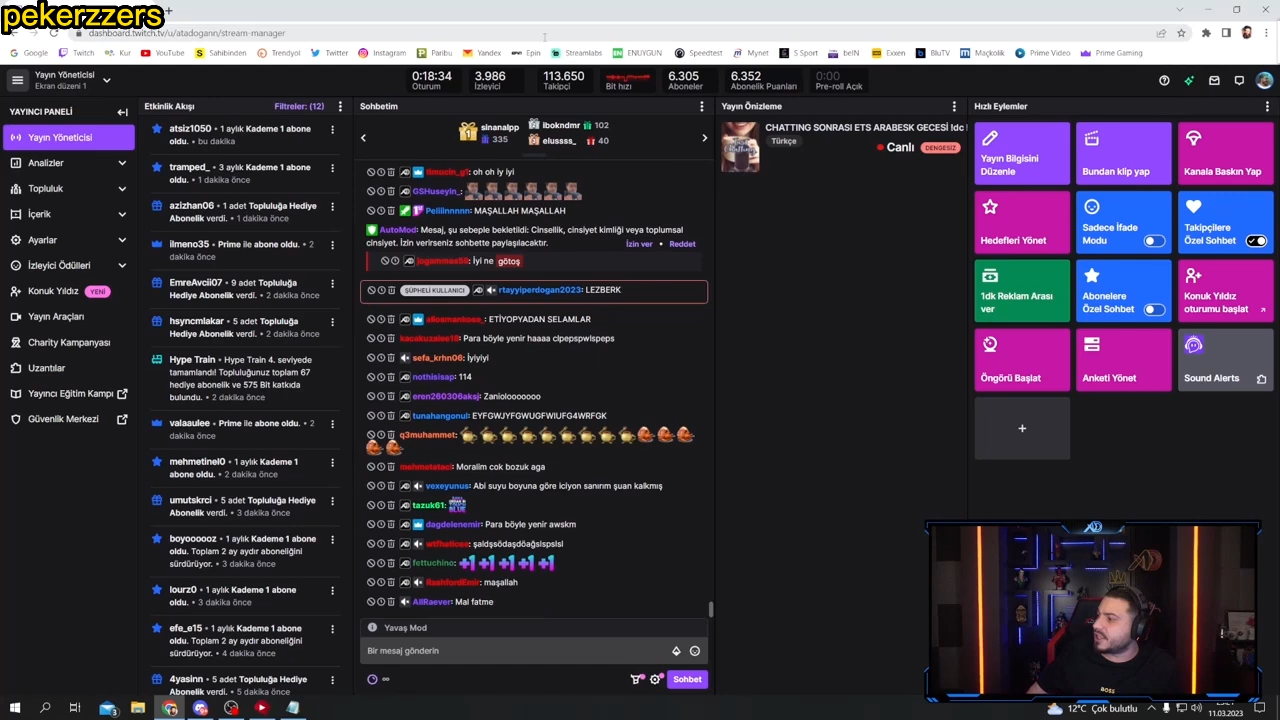 pekerzzers
dashboard.twitch.tv/u/atadogann/stream-manager
Google
Twitch
Kur
YouTube
Sahibinden
Trendyol
Twitter
Instagram
Paribu
Yandex
Epin
Streamlabs
ENUYGUN
Speedtest
Mynet
S Sport
beIN
Exxen
BluTV
Maçkolik
Prime Video
Prime Gaming
Yayın Yöneticisi
Ekran düzeni 1
0:18:34
Oturum
3.986
İzleyici
113.650
Takipçi
Bit hızı
6.305
Aboneler
6.352
Abonelik Puanları
0:00
Pre-roll Açık
YAYINCI PANELİ
Yayın Yöneticisi
Analizler
Topluluk
İçerik
Ayarlar
İzleyici Ödülleri
Konuk Yıldız YENİ
Yayın Araçları
Charity Kampanyası
Uzantılar
Yayıncı Eğitim Kampı
Güvenlik Merkezi
Etkinlik Akışı
Filtreler: (12)
atsiz1050 • 1 aylık Kademe 1 abone
oldu. • bu dakika
tramped_ • 3 aylık Kademe 1 abone
oldu. • 1 dakika önce
azizhan06 • 1 adet Topluluğa Hediye
Abonelik verdi. • 1 dakika önce
ilmeno35 • Prime ile abone oldu. • 2
dakika önce
EmreAvcii07 • 9 adet Topluluğa
Hediye Abonelik verdi. • 2 dakika önce
hsyncmlakar • 5 adet Topluluğa
Hediye Abonelik verdi. • 2 dakika önce
Hype Train • Hype Train 4. seviyede
tamamlandı! Topluluğunuz toplam 67
hediye abonelik ve 575 Bit katkıda
bulundu. • 2 dakika önce
valaaulee • Prime ile abone oldu. • 2
dakika önce
mehmetinel0 • 1 aylık Kademe 1
abone oldu. • 2 dakika önce
umutskrci • 5 adet Topluluğa Hediye
Abonelik verdi. • 3 dakika önce
boyoooooz • 1 aylık Kademe 1 abone
oldu. Toplam 2 ay aydır aboneliğini
sürdürüyor. • 3 dakika önce
lourz0 • 1 aylık Kademe 1 abone
oldu. • 3 dakika önce
efe_e15 • 1 aylık Kademe 1 abone
oldu. Toplam 2 ay aydır aboneliğini
sürdürüyor. • 4 dakika önce
4yasinn • 5 adet Topluluğa Hediye
Abonelik verdi. • 5 dakika önce
Sohbetim
1 sinanalpp
335
ibokndmr 102
elussss_ 40
limucin_g1: oh oh ly iyi
GSHuseyin_:
Peliinnnnn: MAŞALLAH MAŞALLAH
AutoMod: Mesaj, şu sebeple bekletildi: Cinsellik, cinsiyet kimliği veya toplumsal
cinsiyet. İzin verirseniz sohbette paylaşılacaktır. İzin ver • Reddet
İyi ne götoş
ŞÜPHELİ KULLANICI rtayyiperdogan2023: LEZBERK
ETİYOPYADAN SELAMLAR
Para böyle yenir haaaa clpepspwlspeps
sefa_krhn06: İyiyiyi
nothisisap: 114
eren260306aksj: Zaniolooooooo
tunahangonul: EYFGWJYFGWUGFWIUFG4WRFGK
q3muhammet:
Moralim cok bozuk aga
vexeyunus: Abi suyu boyuna göre iciyon sanırım şuan kalkmış
tazuk61:
dagdelenemir: Para böyle yenir awskm
şaldşsödaşdöağslşpslsl
fettuchino: +1 +1 +1 +1 +1
RashfordEmir: maşallah
AllRaever: Mal fatme
Yavaş Mod
Bir mesaj gönderin
Sohbet
Yayın Önizleme
CHATTING SONRASI ETS ARABESK GECESİ !dc
Türkçe
Canlı DENGESİZ
Hızlı Eylemler
Yayın Bilgisini
Düzenle
Bundan klip yap
Kanala Baskın Yap
Hedefleri Yönet
Sadece İfade
Modu
Takipçilere
Özel Sohbet
1dk Reklam Arası
ver
Abonelere
Özel Sohbet
Konuk Yıldız
oturumu başlat
Öngörü Başlat
Anketi Yönet
Sound Alerts
+
BOSS
12°C Çok bulutlu
11.03.2023